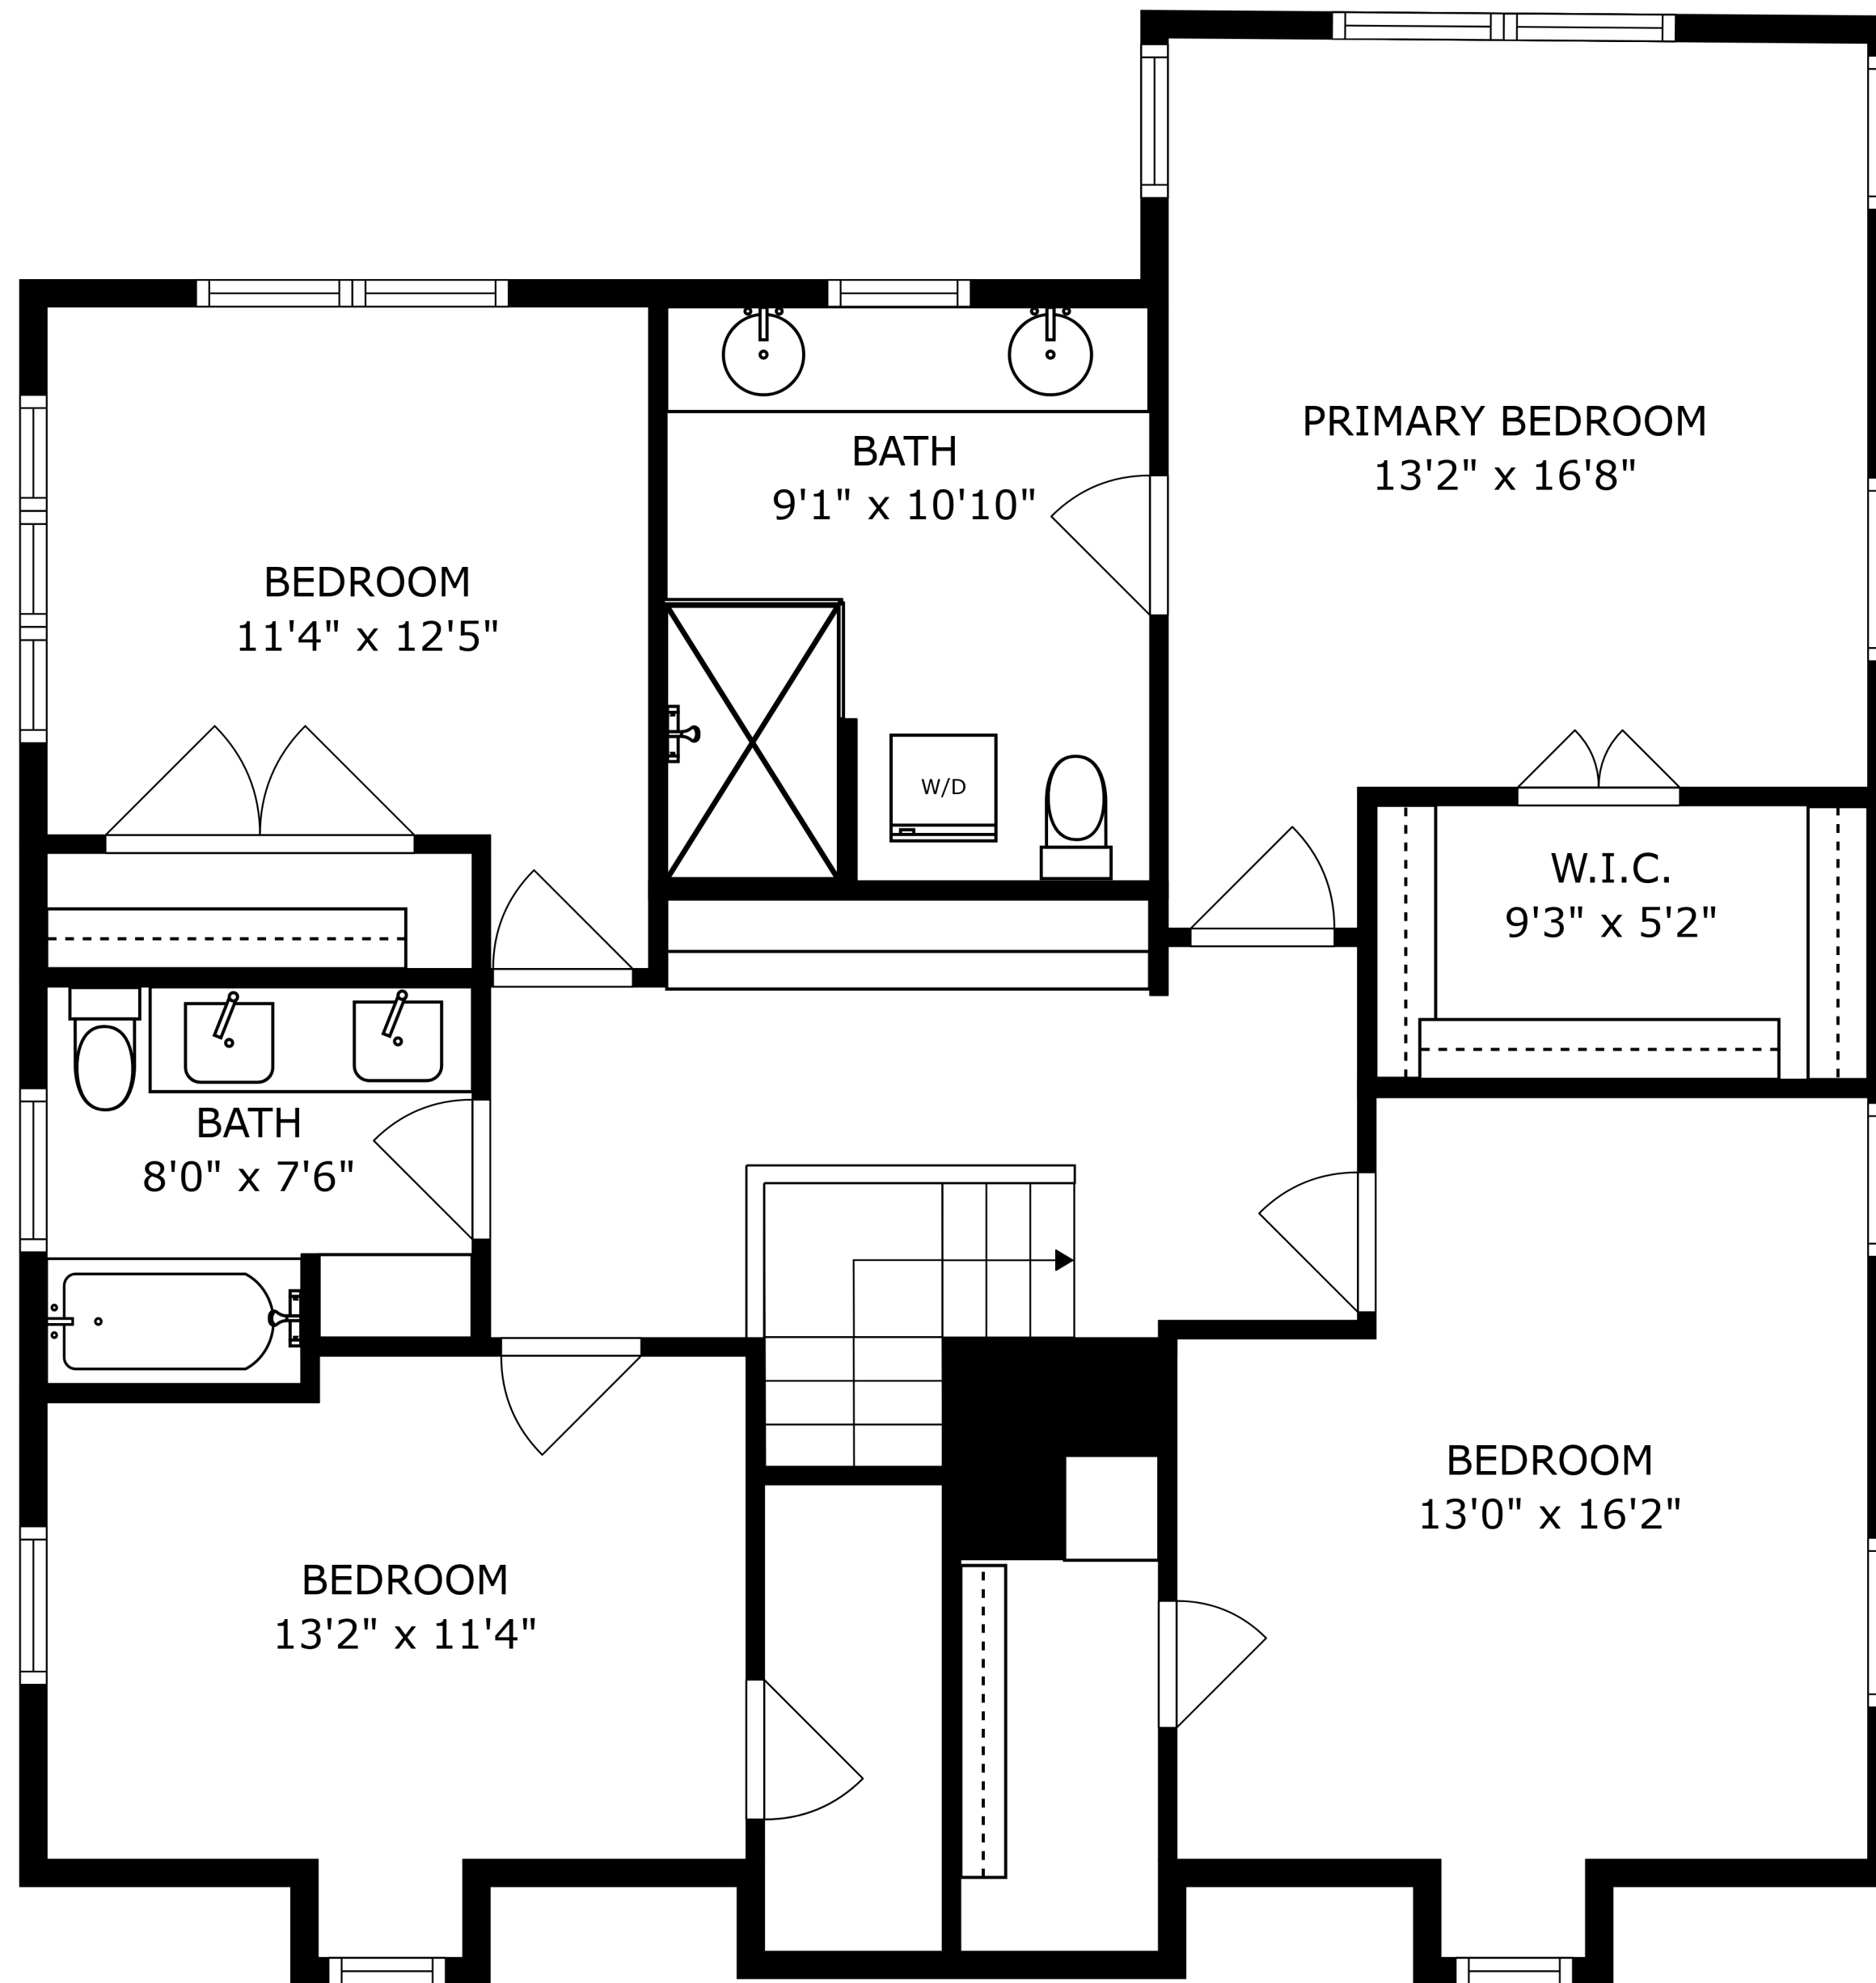 PRIMARY BEDROOM
13'2" x 16'8"
BATH
9'1" x 10'10"
BEDROOM
11'4" x 12'5"
W/D
W.I.C.
9'3" x 5'2"
BATH
8'0" x 7'6"
BEDROOM
13'0" x 16'2"
BEDROOM
13'2" x 11'4"